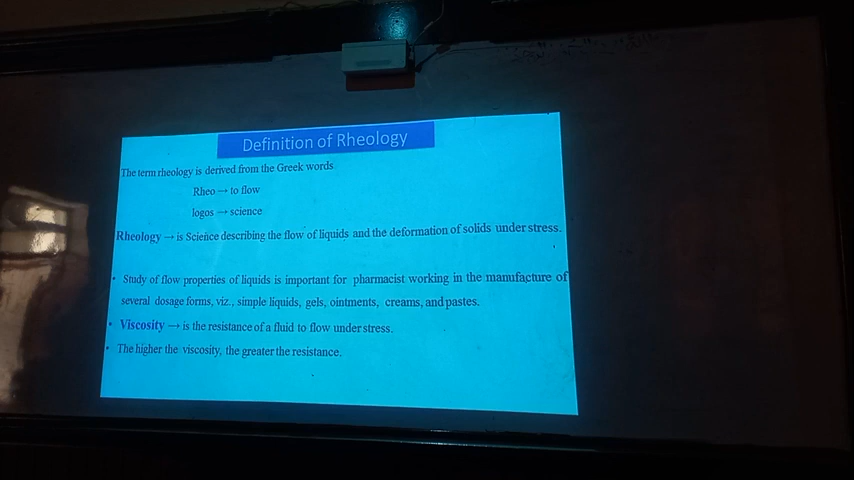 Definition of Rheology
The term rheology is derived from the Greek words
Rheo → to flow
logos → science
Rheology → is Science describing the flow of liquids and the deformation of solids under stress.
• Study of flow properties of liquids is important for pharmacist working in the manufacture of
several dosage forms, viz., simple liquids, gels, ointments, creams, and pastes.
• Viscosity → is the resistance of a fluid to flow under stress.
• The higher the viscosity, the greater the resistance.